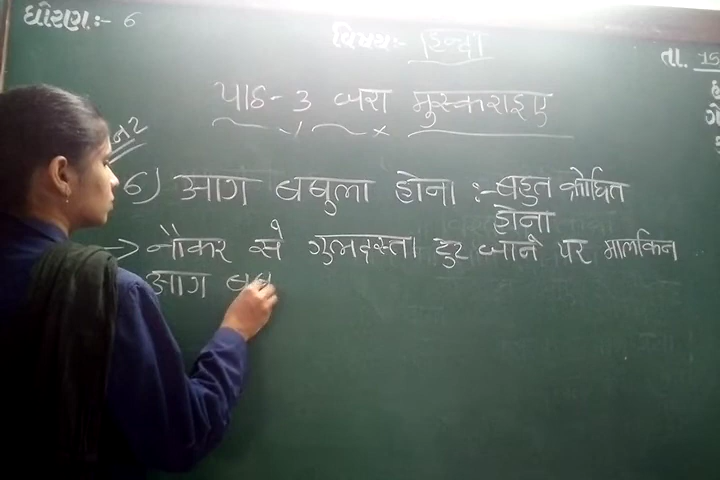 ધોરણ:- 6
विषय:- हिन्दी
તા. 15
पाठ-3 जरा मुस्कराइए
6) आग बबुला होना :- बहुत क्रोधित
होना
→ नौकर से गुलदस्ता टुट जाने पर मालकिन
आग बबु